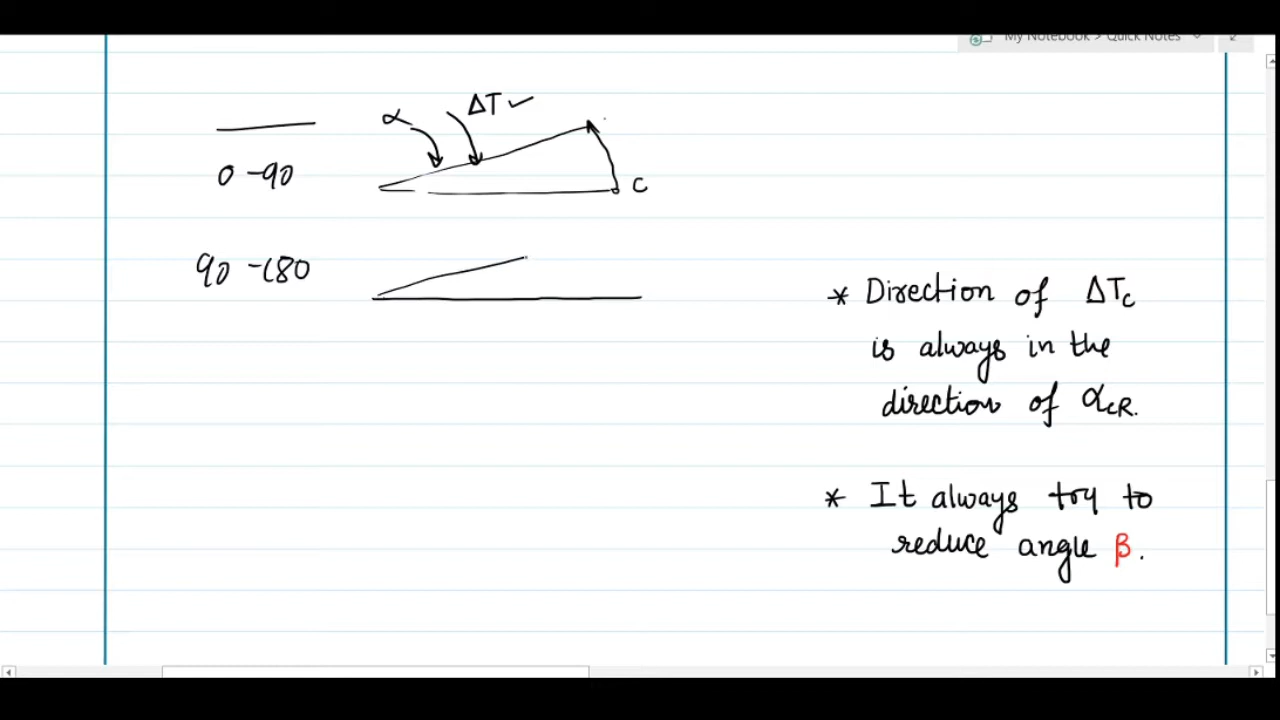 My Notebook > Quick Notes
α ΔT ✓
0 - 90
C
90 - 180
* Direction of ΔTc
is always in the
direction of αCR.
* It always try to
reduce angle β.